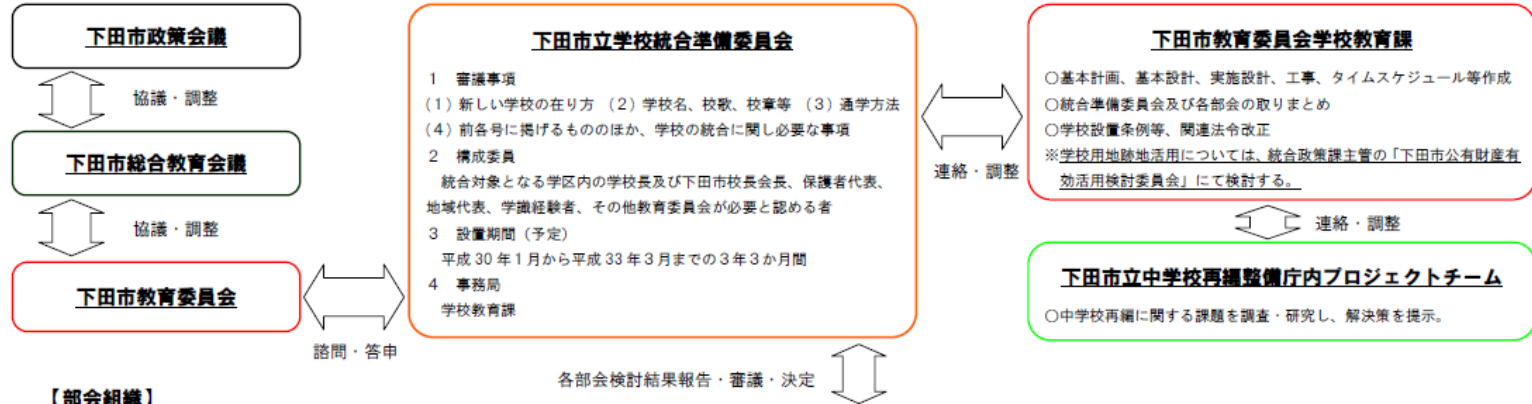 下田市政策会議
協議・調整
下田市総合教育会議
協議・調整
下田市教育委員会
諮問・答申
下田市立学校統合準備委員会
1 審議事項
(1)新しい学校の在り方 (2)学校名、校歌、校章等 (3)通学方法
(4)前各号に掲げるもののほか、学校の統合に関し必要な事項
2 構成委員
統合対象となる学区内の学校長及び下田市校長会長、保護者代表、
地域代表、学識経験者、その他教育委員会が必要と認める者
3 設置期間(予定)
平成30年1月から平成33年3月までの3年3か月間
4 事務局
学校教育課
連絡・調整
下田市教育委員会学校教育課
○基本計画、基本設計、実施設計、工事、タイムスケジュール等作成
○統合準備委員会及び各部会の取りまとめ
○学校設置条例等、関連法令改正
※学校用地跡地活用については、統合政策課主管の「下田市公有財産有
効活用検討委員会」にて検討する。
連絡・調整
下田市立中学校再編整備庁内プロジェクトチーム
○中学校再編に関する課題を調査・研究し、解決策を提示。
各部会検討結果報告・審議・決定
【部会組織】